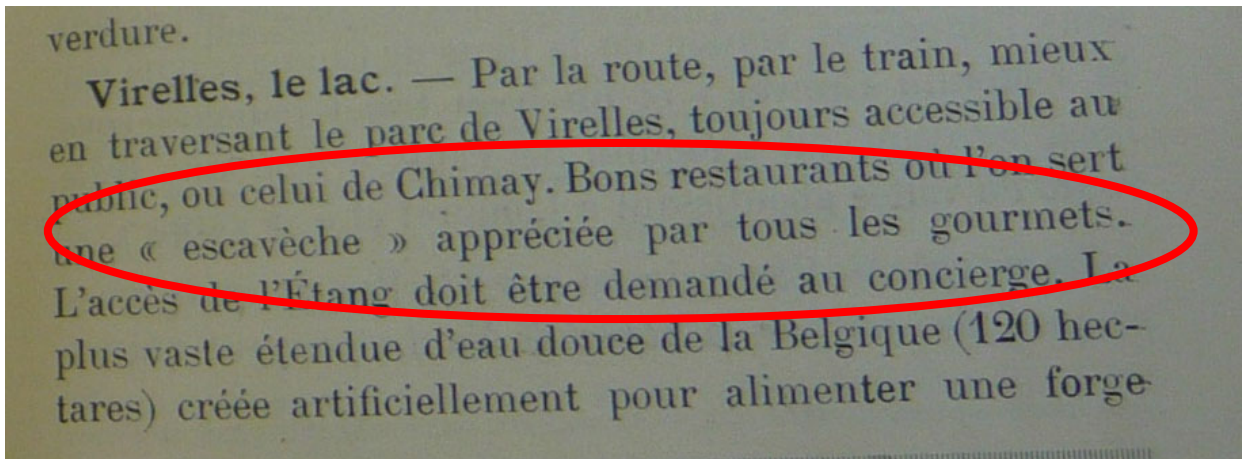 verdure.
Virelles, le lac. — Par la route, par le train, mieux
en traversant le parc de Virelles, toujours accessible au
public, ou celui de Chimay. Bons restaurants où l'on sert
une « escavèche » appréciée par tous les gourmets.
L'accès de l'Étang doit être demandé au concierge. La
plus vaste étendue d'eau douce de la Belgique (120 hec-
tares) créée artificiellement pour alimenter une forge